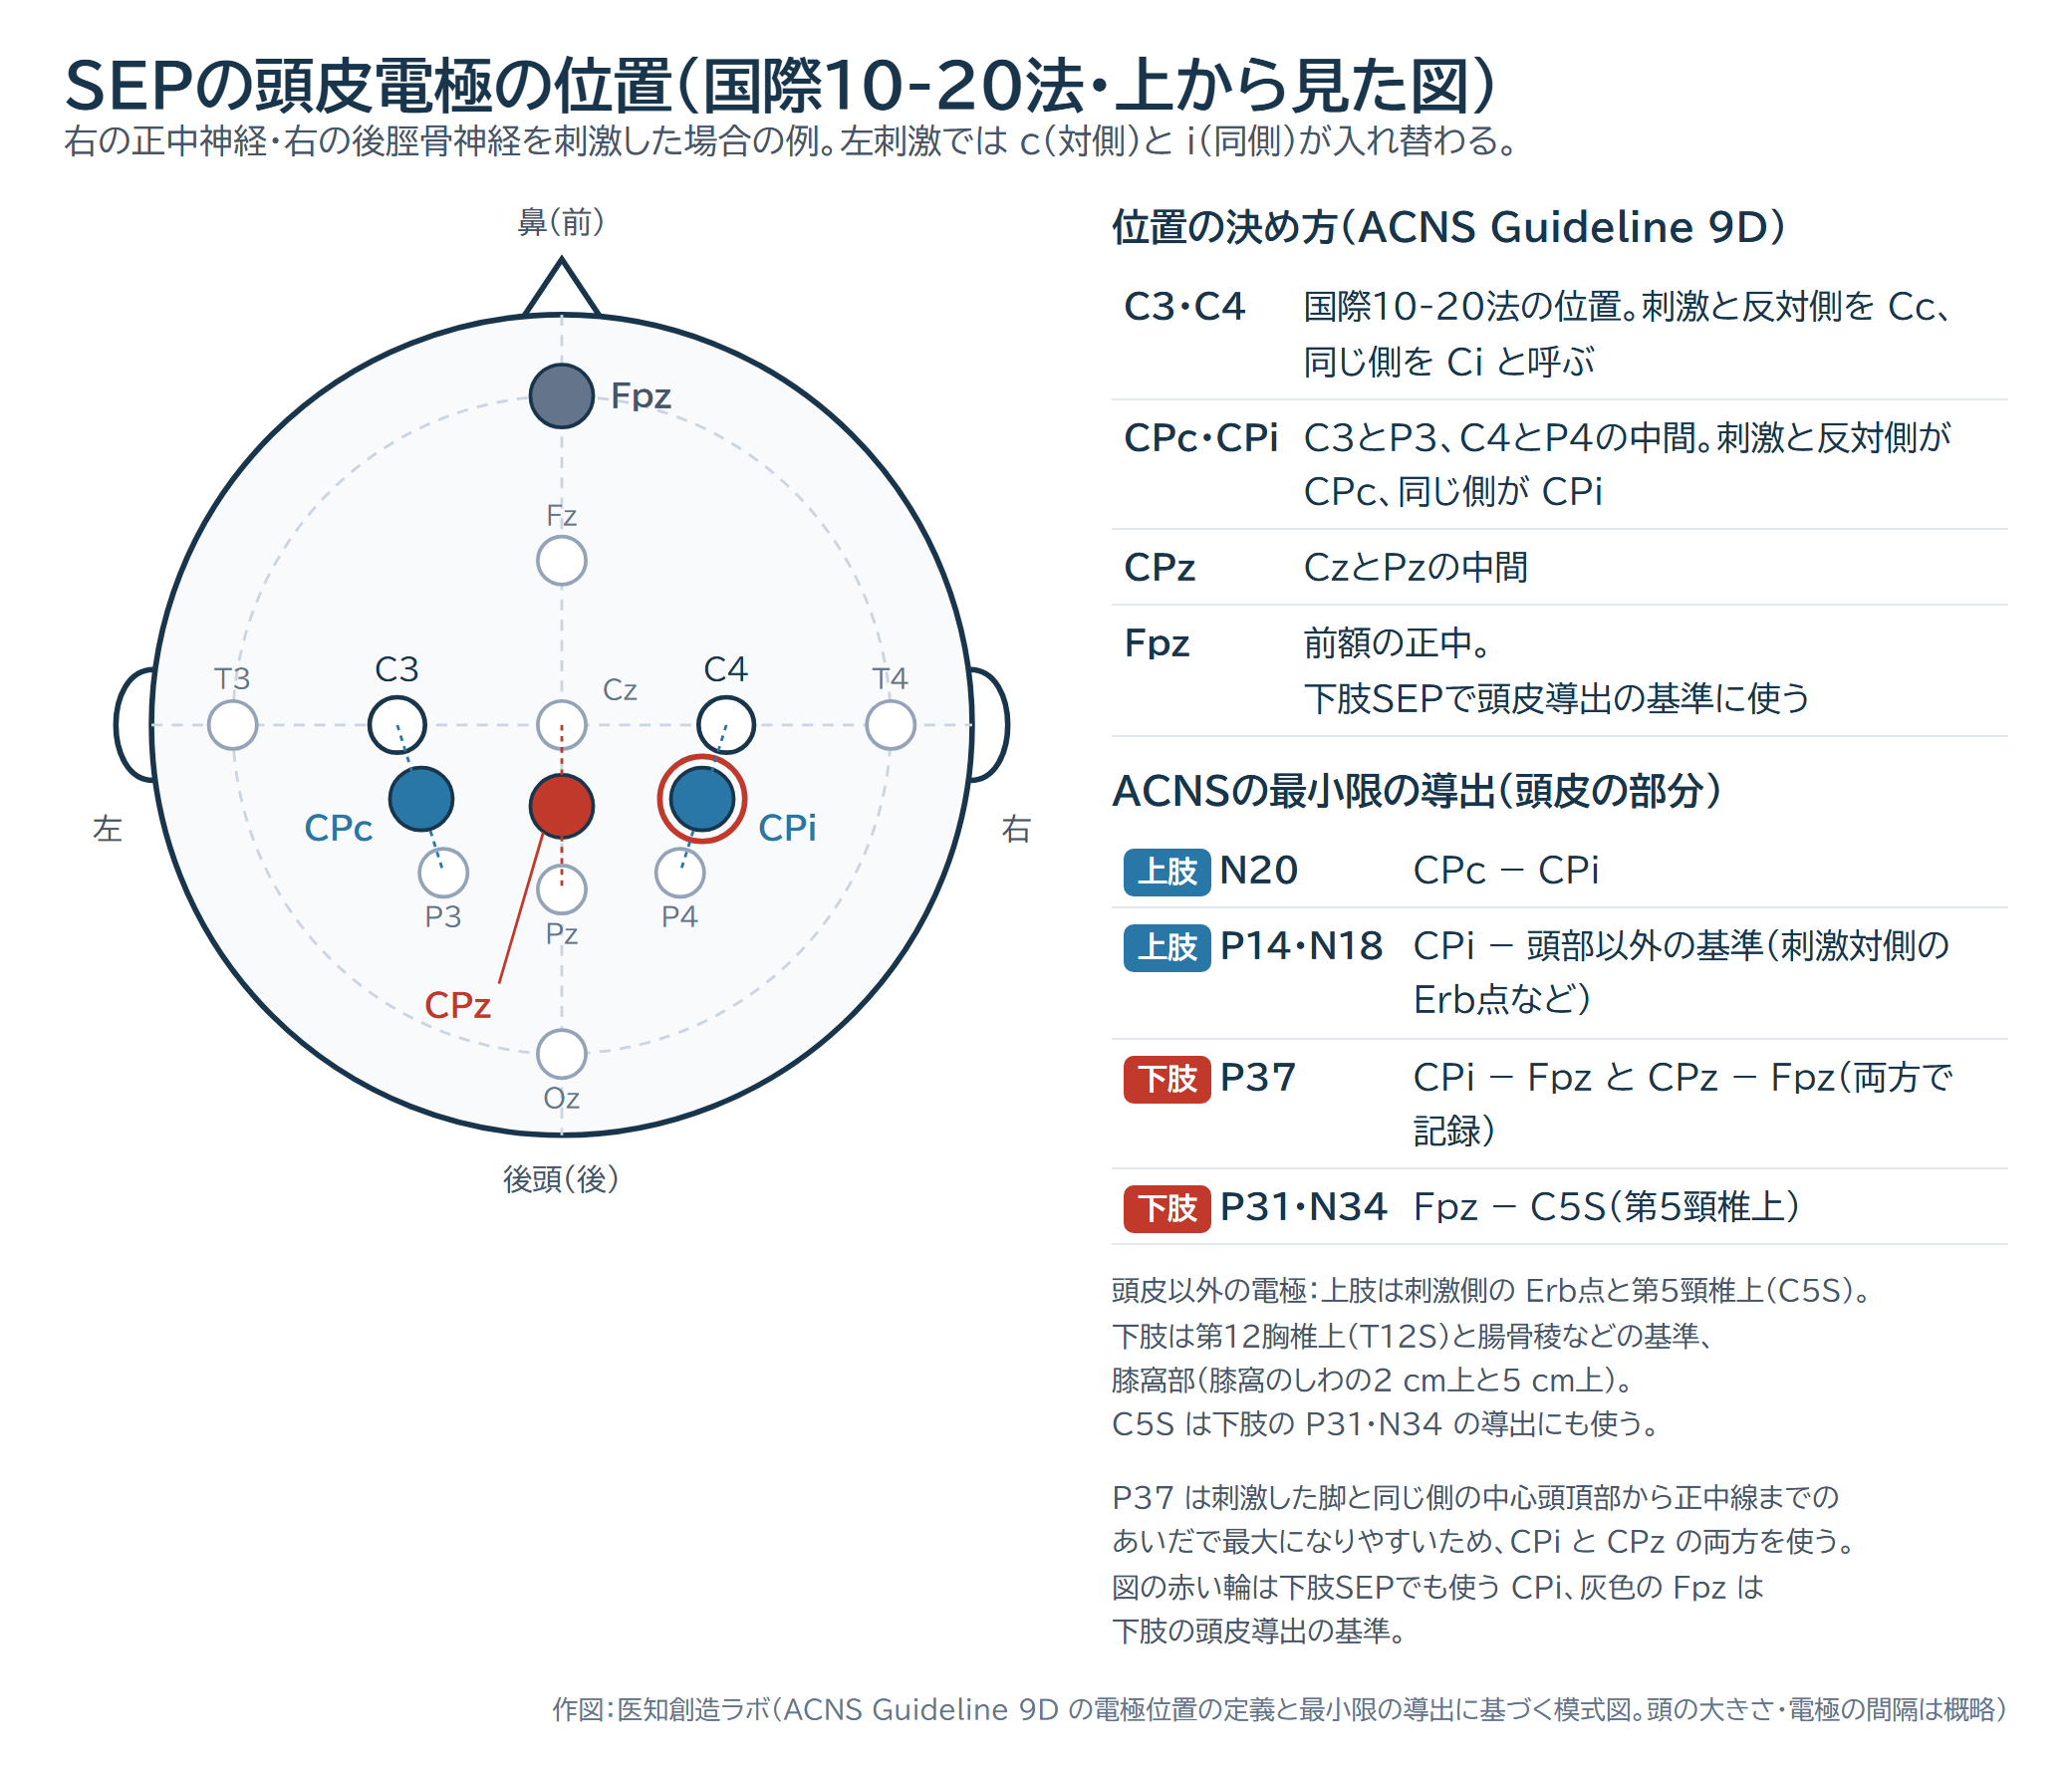 SEPの頭皮電極の位置（国際10-20法・上から見た図）
右の正中神経・右の後脛骨神経を刺激した場合の例。左刺激では c（対側）と i（同側）が入れ替わる。
鼻（前）
Fpz
Fz
T3
C3
Cz
C4
T4
左
CPc
CPi
右
P3
Pz
P4
CPz
Oz
後頭（後）
位置の決め方（ACNS Guideline 9D）
C3・C4 国際10-20法の位置。刺激と反対側を Cc、
同じ側を Ci と呼ぶ
CPc・CPi C3とP3、C4とP4の中間。刺激と反対側が
CPc、同じ側が CPi
CPz CzとPzの中間
Fpz 前額の正中。
下肢SEPで頭皮導出の基準に使う
ACNSの最小限の導出（頭皮の部分）
上肢 N20 CPc − CPi
上肢 P14・N18 CPi − 頭部以外の基準（刺激対側の
Erb点など）
下肢 P37 CPi − Fpz と CPz − Fpz（両方で
記録）
下肢 P31・N34 Fpz − C5S（第5頸椎上）
頭皮以外の電極：上肢は刺激側の Erb点と第5頸椎上（C5S）。
下肢は第12胸椎上（T12S）と腸骨稜などの基準、
膝窩部（膝窩のしわの2 cm上と5 cm上）。
C5S は下肢の P31・N34 の導出にも使う。
P37 は刺激した脚と同じ側の中心頭頂部から正中線までの
あいだで最大になりやすいため、CPi と CPz の両方を使う。
図の赤い輪は下肢SEPでも使う CPi、灰色の Fpz は
下肢の頭皮導出の基準。
作図：医知創造ラボ（ACNS Guideline 9D の電極位置の定義と最小限の導出に基づく模式図。頭の大きさ・電極の間隔は概略）